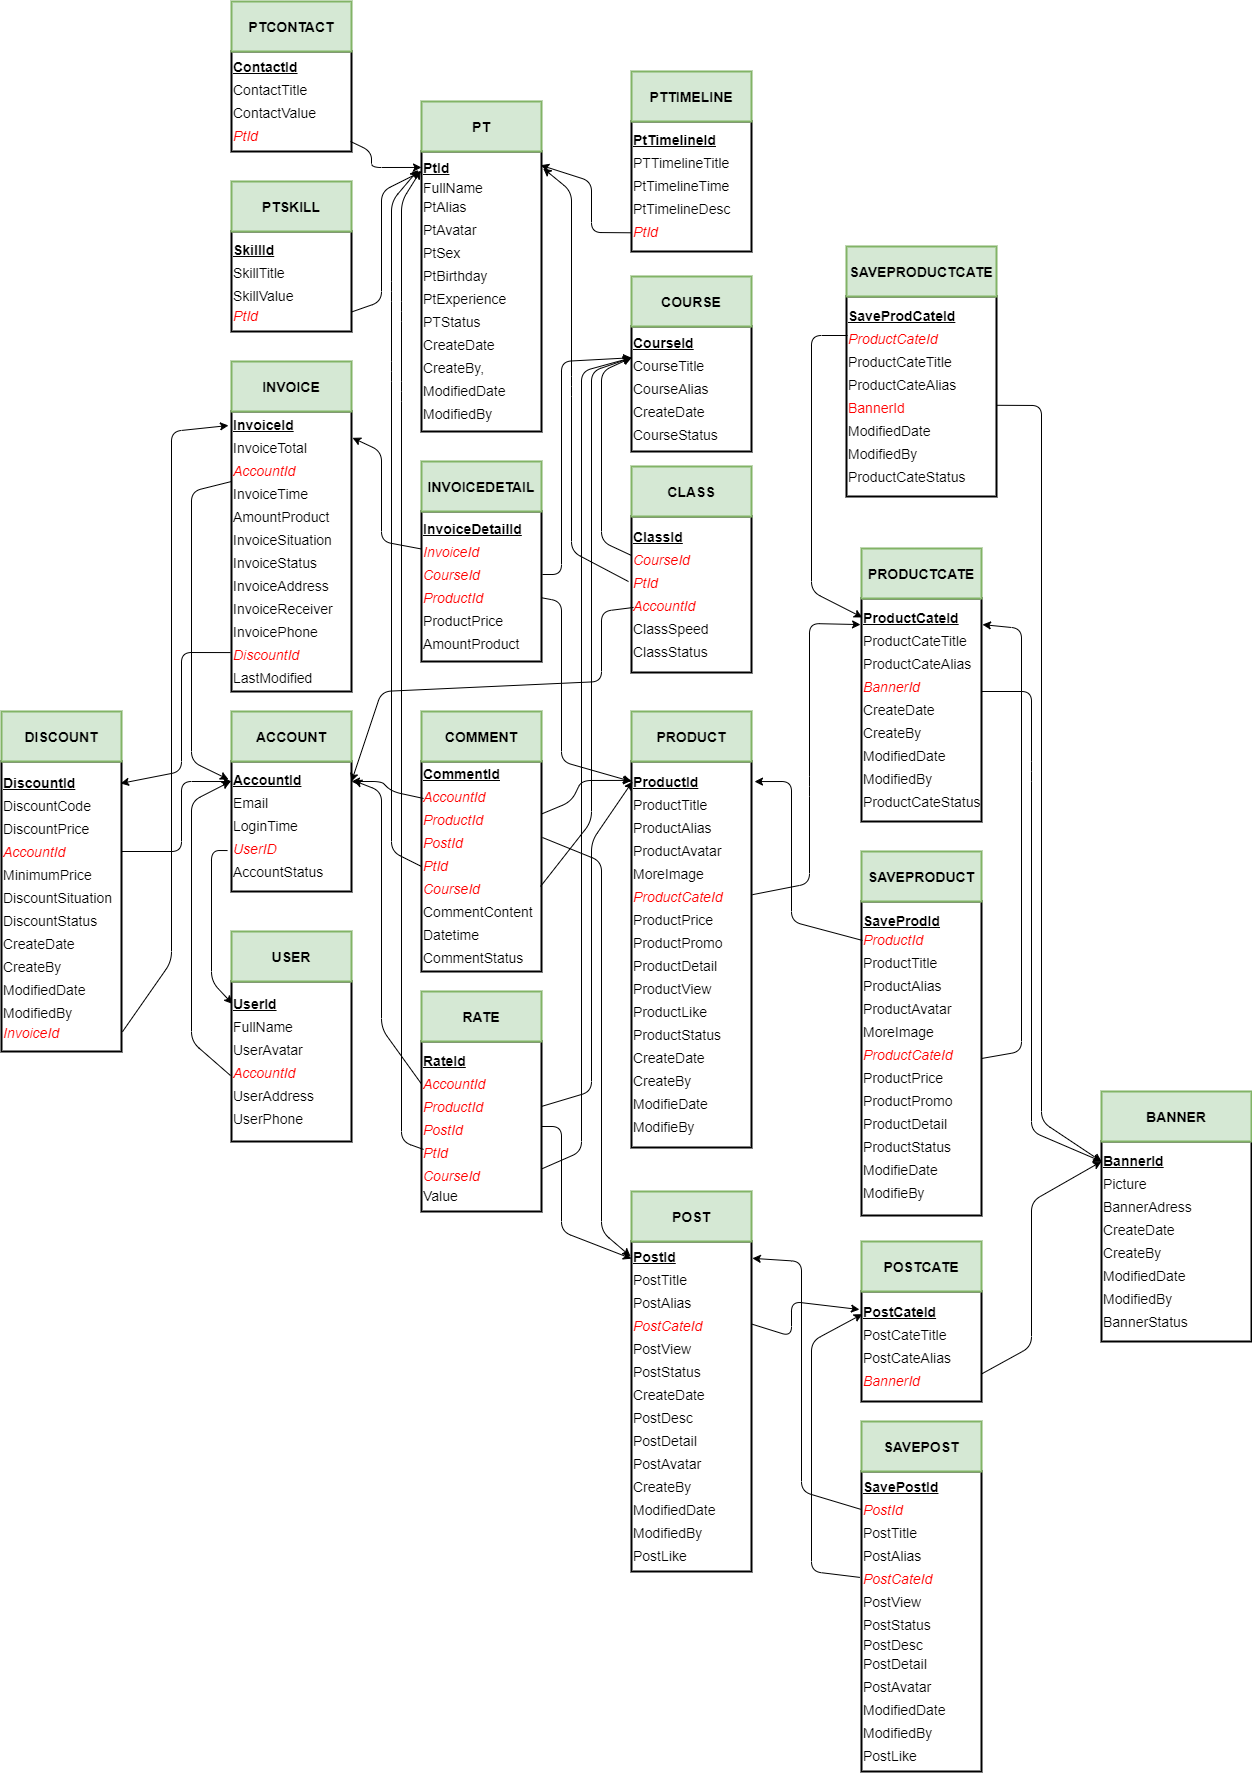 PTCONTACT
ContactId
ContactTitle
ContactValue
PtId
PTSKILL
SkillId
SkillTitle
SkillValue
PtId
INVOICE
InvoiceId
InvoiceTotal
AccountId
InvoiceTime
AmountProduct
InvoiceSituation
InvoiceStatus
InvoiceAddress
InvoiceReceiver
InvoicePhone
DiscountId
LastModified
DISCOUNT
DiscountId
DiscountCode
DiscountPrice
AccountId
MinimumPrice
DiscountSituation
DiscountStatus
CreateDate
CreateBy
ModifiedDate
ModifiedBy
InvoiceId
ACCOUNT
AccountId
Email
LoginTime
UserID
AccountStatus
USER
UserId
FullName
UserAvatar
AccountId
UserAddress
UserPhone
PT
PtId
FullName
PtAlias
PtAvatar
PtSex
PtBirthday
PtExperience
PTStatus
CreateDate
CreateBy,
ModifiedDate
ModifiedBy
INVOICEDETAIL
InvoiceDetailId
InvoiceId
CourseId
ProductId
ProductPrice
AmountProduct
COMMENT
CommentId
AccountId
ProductId
PostId
PtId
CourseId
CommentContent
Datetime
CommentStatus
RATE
RateId
AccountId
ProductId
PostId
PtId
CourseId
Value
PTTIMELINE
PtTimelineId
PTTimelineTitle
PtTimelineTime
PtTimelineDesc
PtId
COURSE
CourseId
CourseTitle
CourseAlias
CreateDate
CourseStatus
CLASS
ClassId
CourseId
PtId
AccountId
ClassSpeed
ClassStatus
PRODUCT
ProductId
ProductTitle
ProductAlias
ProductAvatar
MoreImage
ProductCateId
ProductPrice
ProductPromo
ProductDetail
ProductView
ProductLike
ProductStatus
CreateDate
CreateBy
ModifieDate
ModifieBy
POST
PostId
PostTitle
PostAlias
PostCateId
PostView
PostStatus
CreateDate
PostDesc
PostDetail
PostAvatar
CreateBy
ModifiedDate
ModifiedBy
PostLike
SAVEPRODUCTCATE
SaveProdCateId
ProductCateId
ProductCateTitle
ProductCateAlias
BannerId
ModifiedDate
ModifiedBy
ProductCateStatus
PRODUCTCATE
ProductCateId
ProductCateTitle
ProductCateAlias
BannerId
CreateDate
CreateBy
ModifiedDate
ModifiedBy
ProductCateStatus
SAVEPRODUCT
SaveProdId
ProductId
ProductTitle
ProductAlias
ProductAvatar
MoreImage
ProductCateId
ProductPrice
ProductPromo
ProductDetail
ProductStatus
ModifieDate
ModifieBy
POSTCATE
PostCateId
PostCateTitle
PostCateAlias
BannerId
SAVEPOST
SavePostId
PostId
PostTitle
PostAlias
PostCateId
PostView
PostStatus
PostDesc
PostDetail
PostAvatar
ModifiedDate
ModifiedBy
PostLike
BANNER
BannerId
Picture
BannerAdress
CreateDate
CreateBy
ModifiedDate
ModifiedBy
BannerStatus